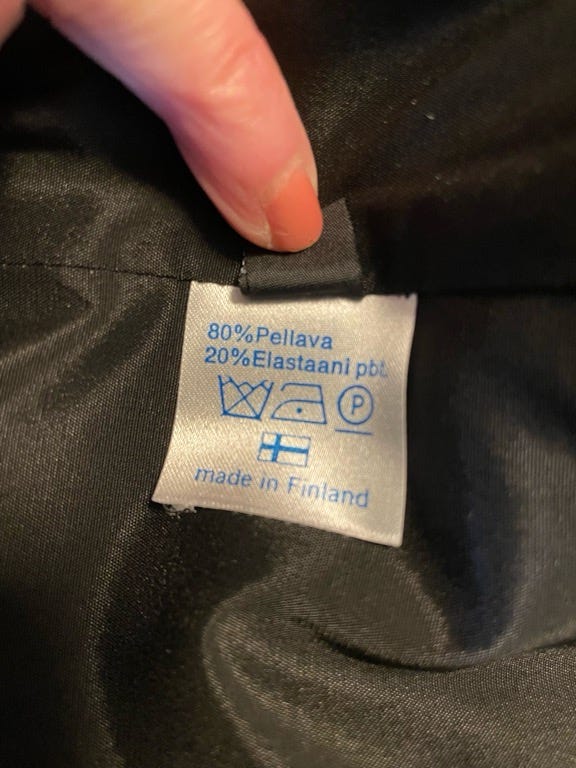 80%Pellava
20%Elastaani pbt.
P
made in Finland